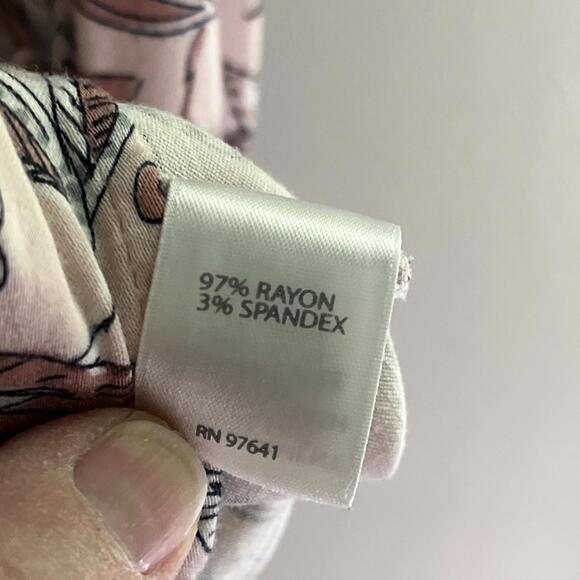 97% RAYON
3% SPANDEX
RN 97641